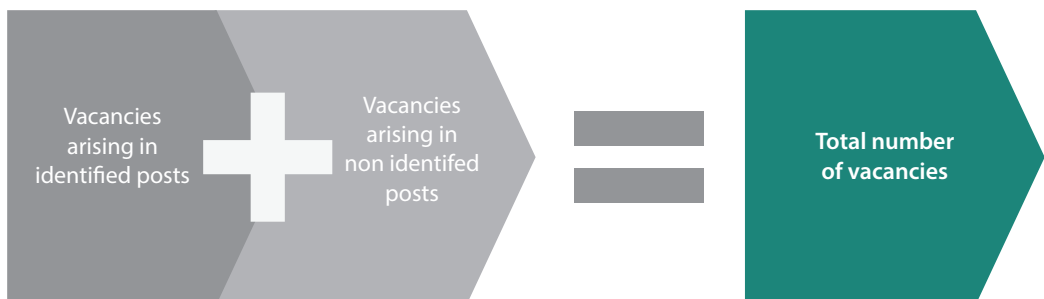 Vacancies
arising in
identified posts
Vacancies
arising in
non identifed
posts
Total number
of vacancies